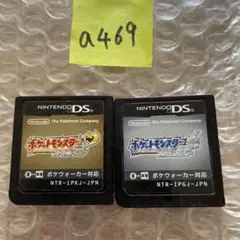 a469
NINTENDO DS
Nintendo
The Pokémon Company
ポケットモンスター
ポケウォーカー対応
NTR-IPKJ-JPN
NINTENDO DS
Nintendo
The Pokémon Company
ポケットモンスター
ポケウォーカー対応
NTR-IPGJ-JPN